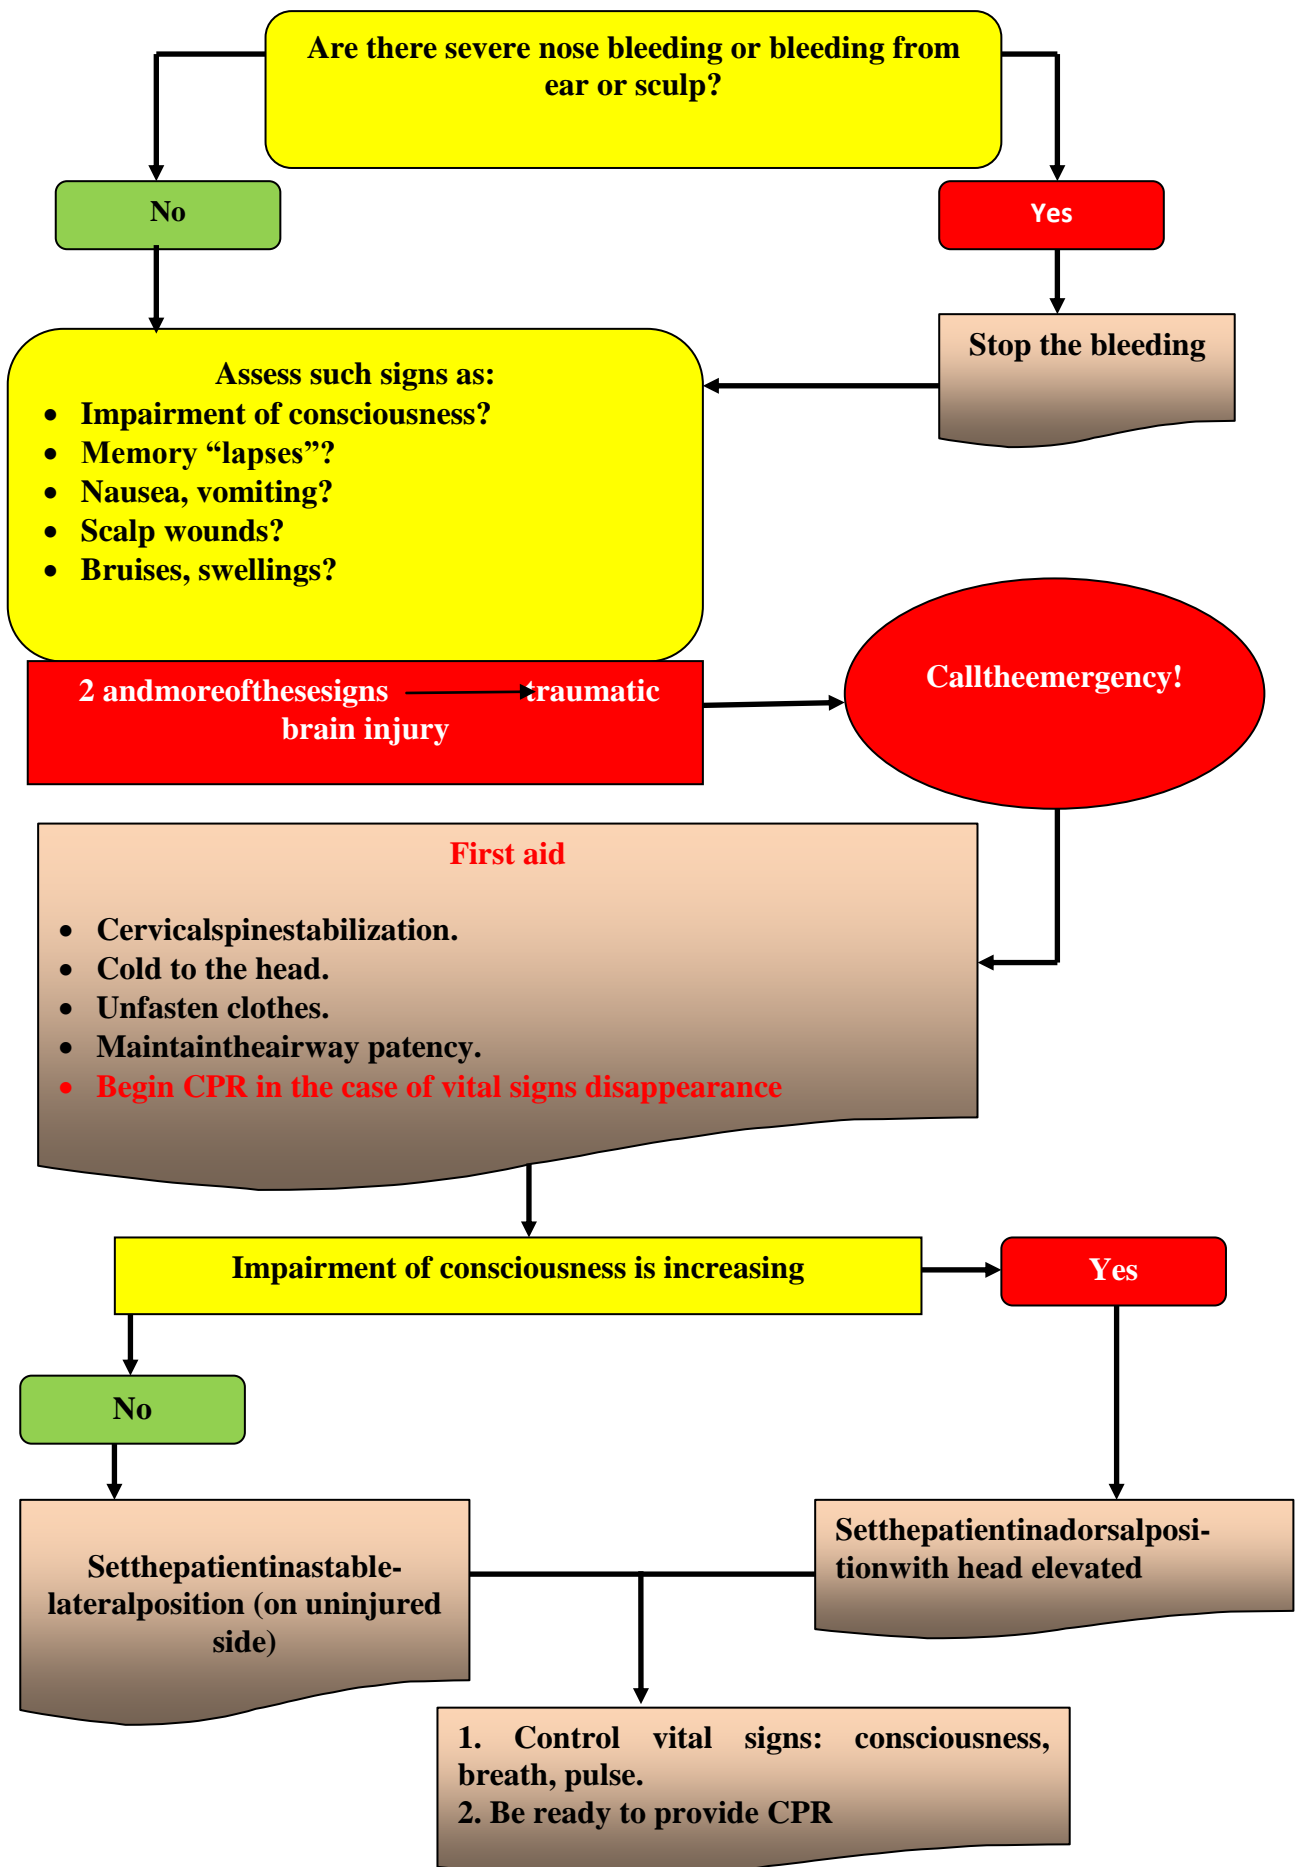 Are there severe nose bleeding or bleeding from
ear or sculp?
No
Yes
Stop the bleeding
Assess such signs as:
• Impairment of consciousness?
• Memory “lapses”?
• Nausea, vomiting?
• Scalp wounds?
• Bruises, swellings?
2 andmoreofthesesigns traumatic
brain injury
Calltheemergency!
First aid
• Cervicalspinestabilization.
• Cold to the head.
• Unfasten clothes.
• Maintaintheairway patency.
• Begin CPR in the case of vital signs disappearance
Impairment of consciousness is increasing
Yes
No
Setthepatientinastable-
lateralposition (on uninjured
side)
Setthepatientinadorsalposi-
tionwith head elevated
1. Control vital signs: consciousness,
breath, pulse.
2. Be ready to provide CPR